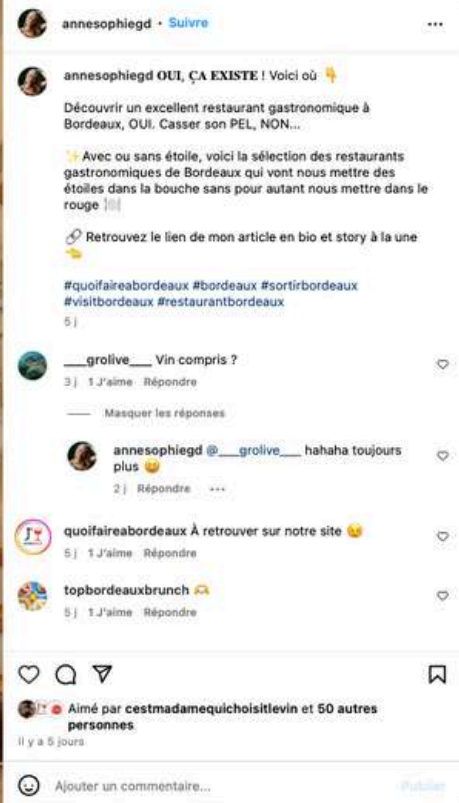 annesophiegd • Suivre
annesophiegd OUI, ÇA EXISTE ! Voici où 👇
Découvrir un excellent restaurant gastronomique à
Bordeaux, OUI. Casser son PEL, NON...
✨Avec ou sans étoile, voici la sélection des restaurants
gastronomiques de Bordeaux qui vont nous mettre des
étoiles dans la bouche sans pour autant nous mettre dans le
rouge 🍽️
🔗 Retrouvez le lien de mon article en bio et story à la une
👈
#quoifaireabordeaux #bordeaux #sortirbordeaux
#visitbordeaux #restaurantbordeaux
5 j
___grolive___ Vin compris ?
3 j 1 J'aime Répondre
Masquer les réponses
annesophiegd @___grolive___ hahaha toujours
plus 😄
2 j Répondre
quoifaireabordeaux À retrouver sur notre site 😉
5 j 1 J'aime Répondre
topbordeauxbrunch 🫶
5 j 1 J'aime Répondre
Aimé par cestmadamequichoisitlevin et 50 autres
personnes
Il y a 5 jours
Ajouter un commentaire... Publier